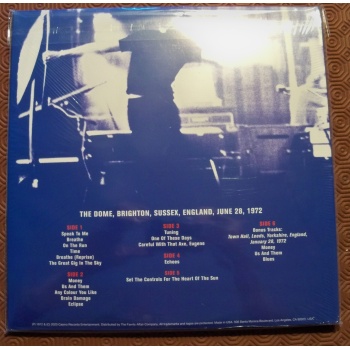 THE DOME, BRIGHTON, SUSSEX, ENGLAND, JUNE 28, 1972
SIDE 1
Speak To Me
Breathe
On The Run
Time
Breathe (Reprise)
The Great Gig In The Sky
SIDE 2
Money
Us And Them
Any Colour You Like
Brain Damage
Eclipse
SIDE 3
Tuning
One Of These Days
Careful With That Axe, Eugene
SIDE 4
Echoes
SIDE 5
Set The Controls For The Heart Of The Sun
SIDE 6
Bonus Tracks:
Town Hall, Leeds, Yorkshire, England,
January 28, 1972
Money
Us And Them
Blues